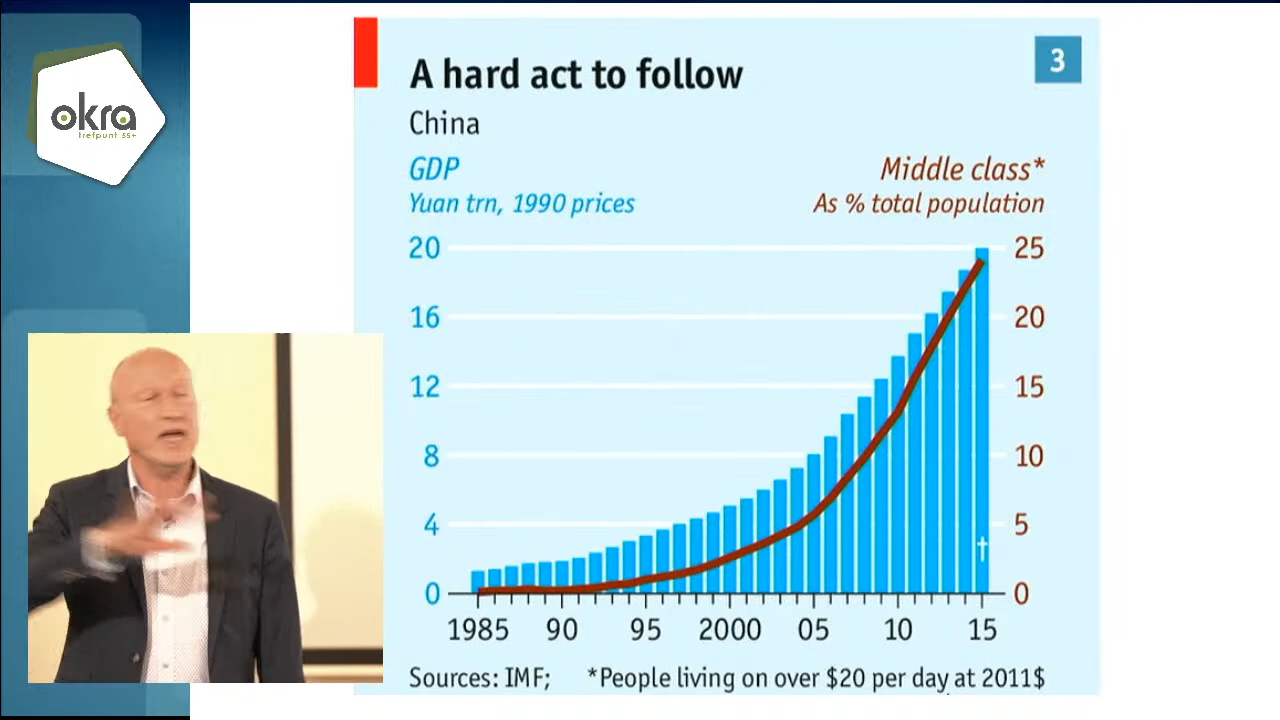 okra
trefpunt 55+
A hard act to follow
3
China
GDP
Middle class*
Yuan trn, 1990 prices
As % total population
20
25
16
20
12
15
8
10
4
5
0
0
1985 90 95 2000 05 10 15
Sources: IMF; *People living on over $20 per day at 2011$